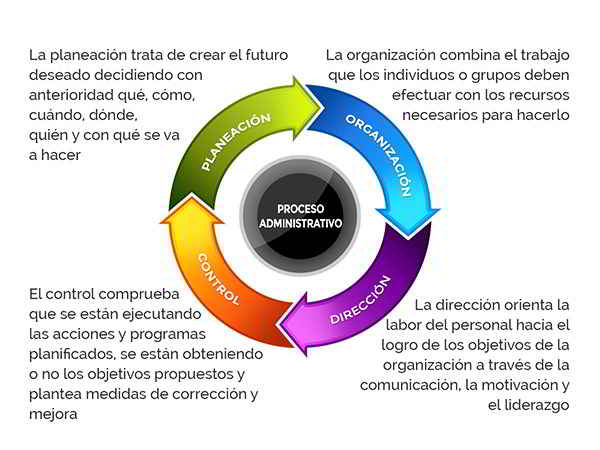 La planeación trata de crear el futuro
deseado decidiendo con
anterioridad qué, cómo,
cuándo, dónde,
quién y con qué se va
a hacer
La organización combina el trabajo
que los individuos o grupos deben
efectuar con los recursos
necesarios para hacerlo
PLANEACIÓN
ORGANIZACIÓN
PROCESO
ADMINISTRATIVO
CONTROL
DIRECCIÓN
El control comprueba
que se están ejecutando
las acciones y programas
planificados, se están obteniendo
o no los objetivos propuestos y
plantea medidas de corrección y
mejora
La dirección orienta la
labor del personal hacia el
logro de los objetivos de la
organización a través de la
comunicación, la motivación y
el liderazgo